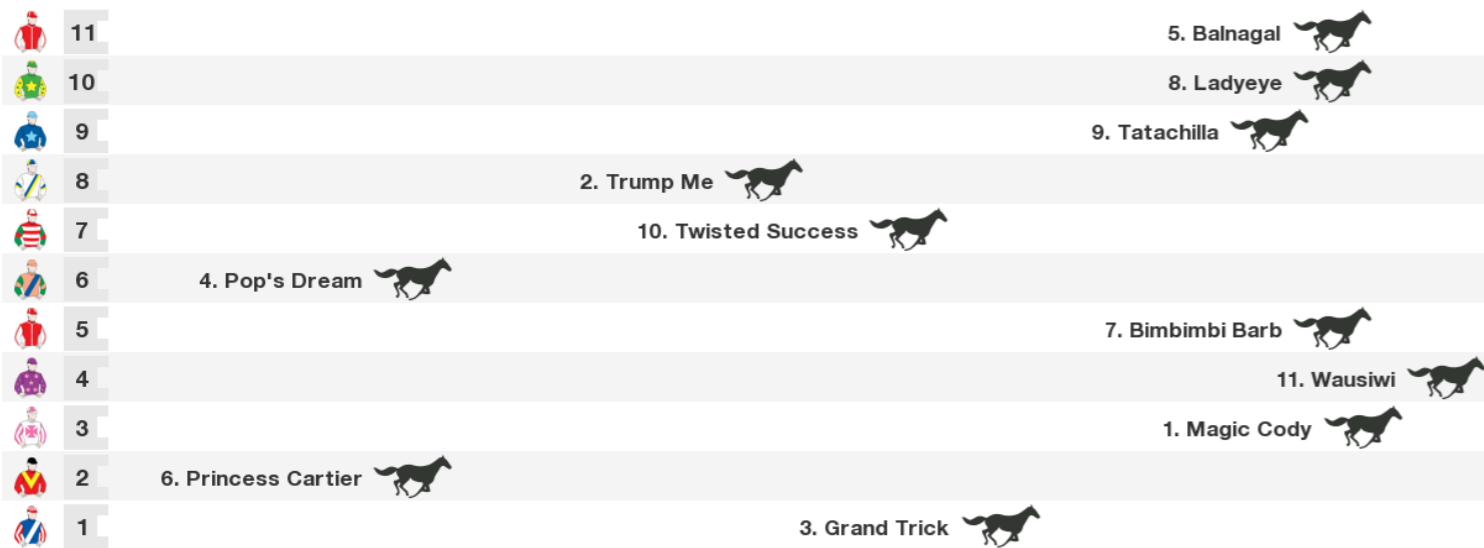 11 5. Balnagal
10 8. Ladyeye
9 9. Tatachilla
8 2. Trump Me
7 10. Twisted Success
6 4. Pop's Dream
5 7. Bimbimbi Barb
4 11. Wausiwi
3 1. Magic Cody
2 6. Princess Cartier
1 3. Grand Trick